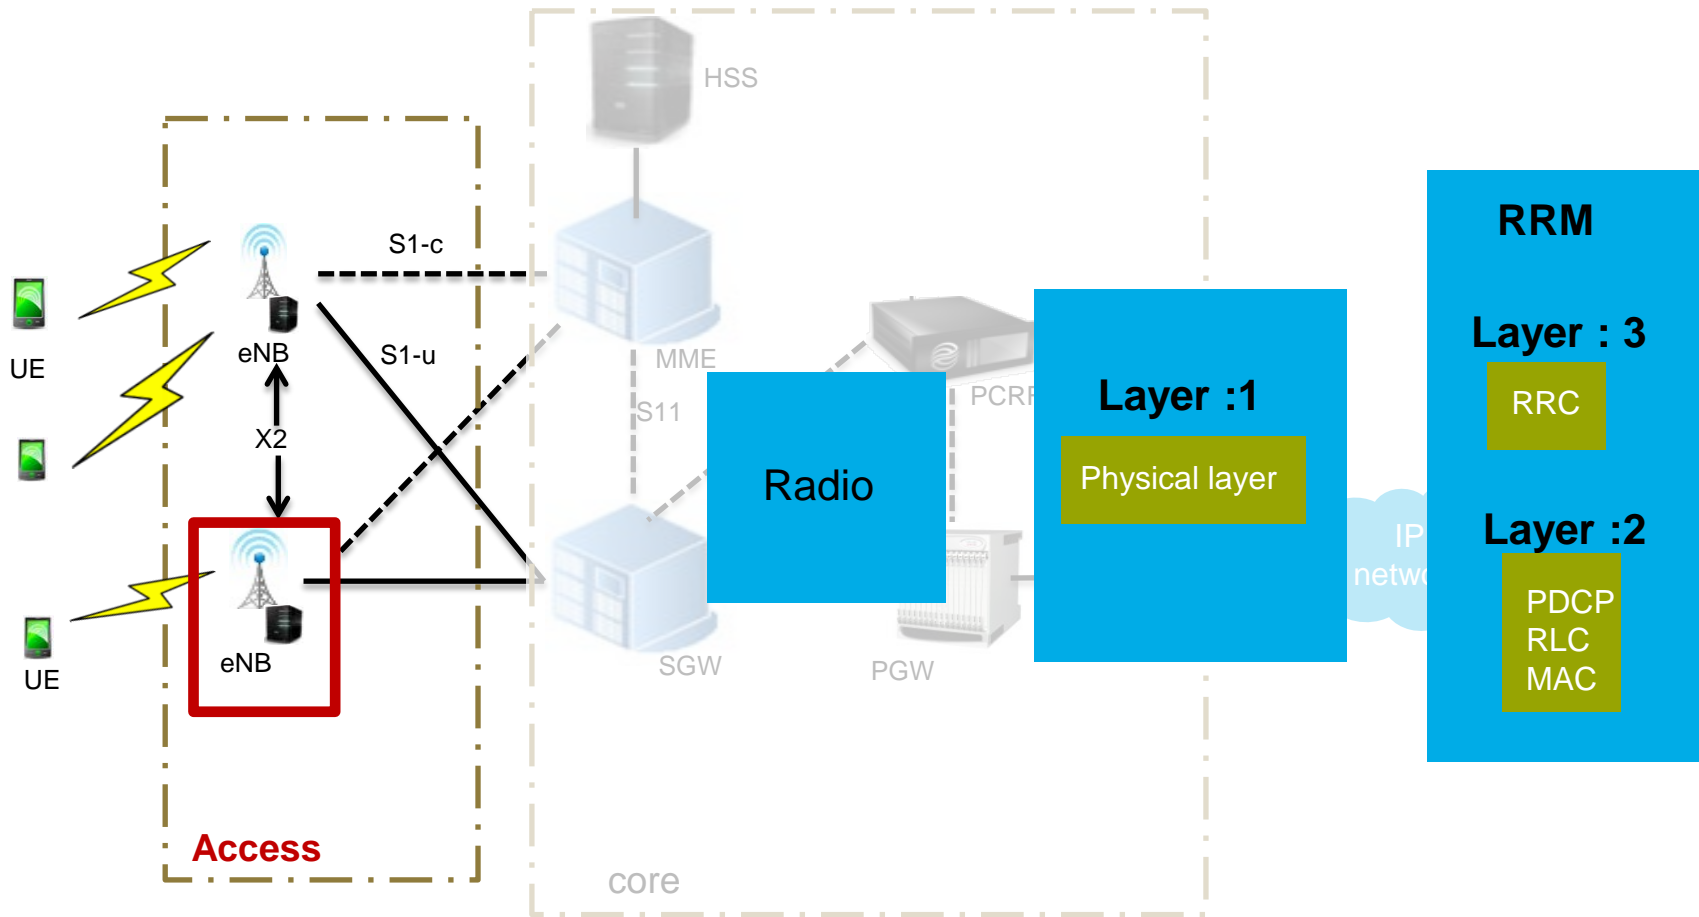 HSS
S1-c
UE
eNB
S1-u
MME
X2
S11
PCRF
UE
eNB
SGW
PGW
Access
core
Radio
Layer :1
Physical layer
IP
netwo
RRM
Layer : 3
RRC
Layer :2
PDCP
RLC
MAC